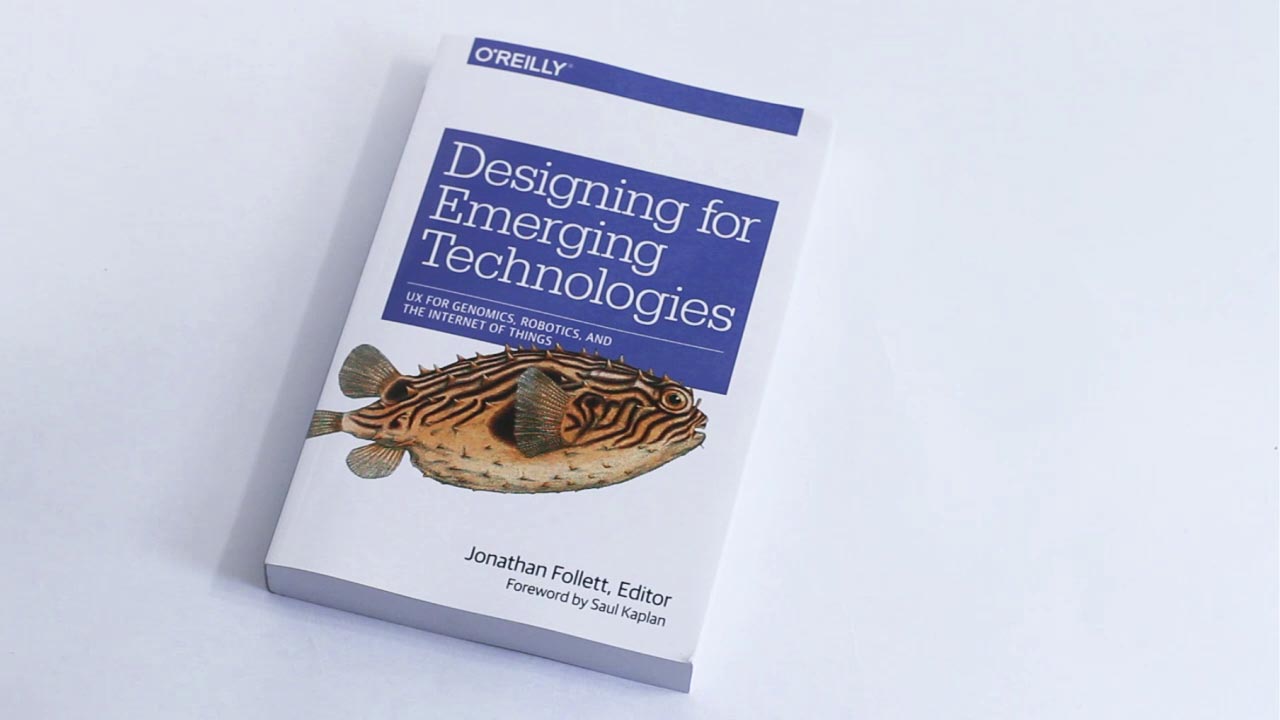 O'REILLY®
Designing for
Emerging
Technologies
UX FOR GENOMICS, ROBOTICS, AND
THE INTERNET OF THINGS
Jonathan Follett, Editor
Foreword by Saul Kaplan